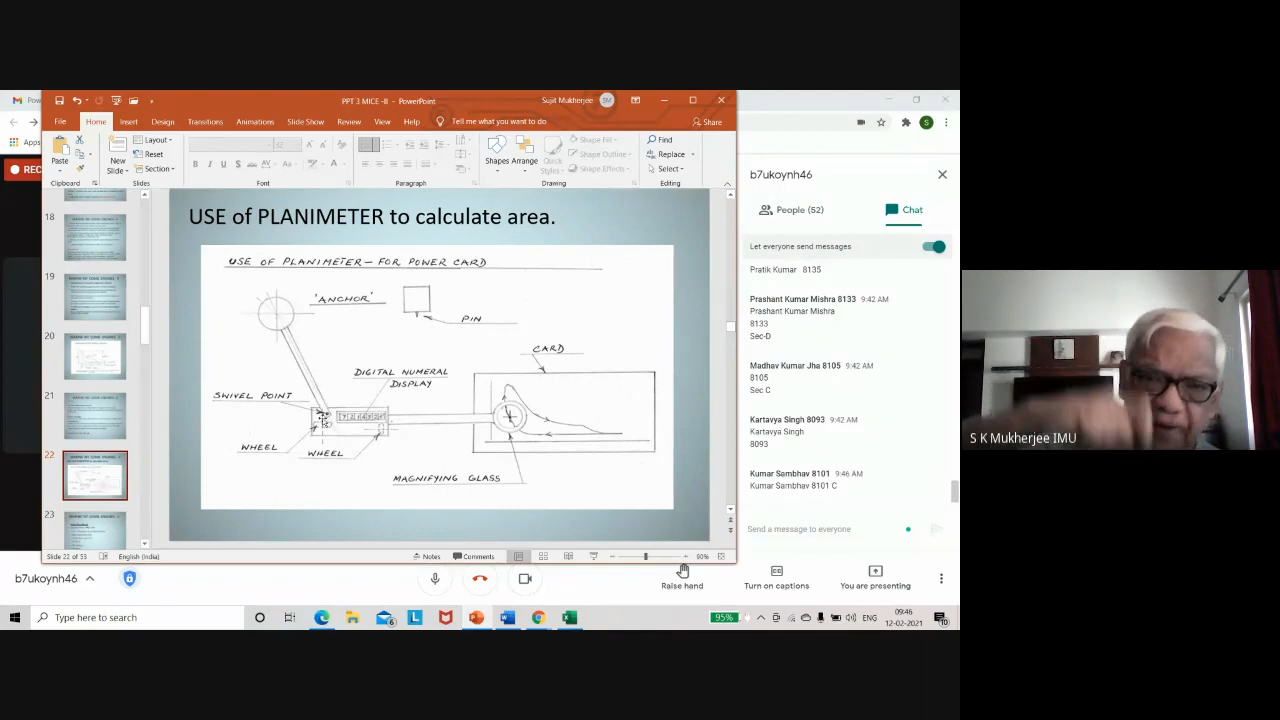 PPT 3 MICE -II - PowerPoint
Sujit Mukherjee
SM
File
Home
Insert
Design
Transitions
Animations
Slide Show
Review
View
Help
Tell me what you want to do
Share
Paste
Clipboard
New
Slide
Layout
Reset
Section
Slides
Font
Paragraph
Shapes
Arrange
Quick
Styles
Shape Fill
Shape Outline
Shape Effects
Drawing
Find
Replace
Select
Editing
Apps
REC
18
19
20
21
22
23
USE of PLANIMETER to calculate area.
USE OF PLANIMETER - FOR POWER CARD
'ANCHOR'
PIN
CARD
DIGITAL NUMERAL
DISPLAY
SWIVEL POINT
WHEEL
WHEEL
MAGNIFYING GLASS
Slide 22 of 53
English (India)
Notes
Comments
90%
b7ukoynh46
People (52)
Chat
Let everyone send messages
Pratik Kumar 8135
Prashant Kumar Mishra 8133 9:42 AM
Prashant Kumar Mishra
8133
Sec-D
Madhav Kumar Jha 8105 9:42 AM
8105
Sec C
Kartavya Singh 8093 9:42 AM
Kartavya Singh
8093
Kumar Sambhav 8101 9:46 AM
Kumar Sambhav 8101 C
Send a message to everyone
b7ukoynh46
Raise hand
Turn on captions
You are presenting
Type here to search
95%
ENG
09:46
12-02-2021
S K Mukherjee IMU